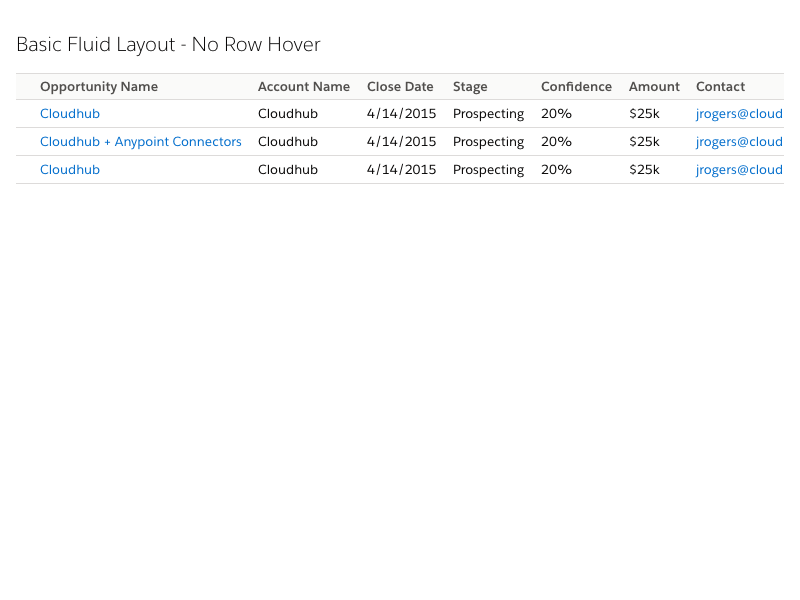 Basic Fluid Layout - No Row Hover
Opportunity Name Account Name Close Date Stage Confidence Amount Contact
Cloudhub Cloudhub 4/14/2015 Prospecting 20% $25k jrogers@cloud
Cloudhub + Anypoint Connectors Cloudhub 4/14/2015 Prospecting 20% $25k jrogers@cloud
Cloudhub Cloudhub 4/14/2015 Prospecting 20% $25k jrogers@cloud